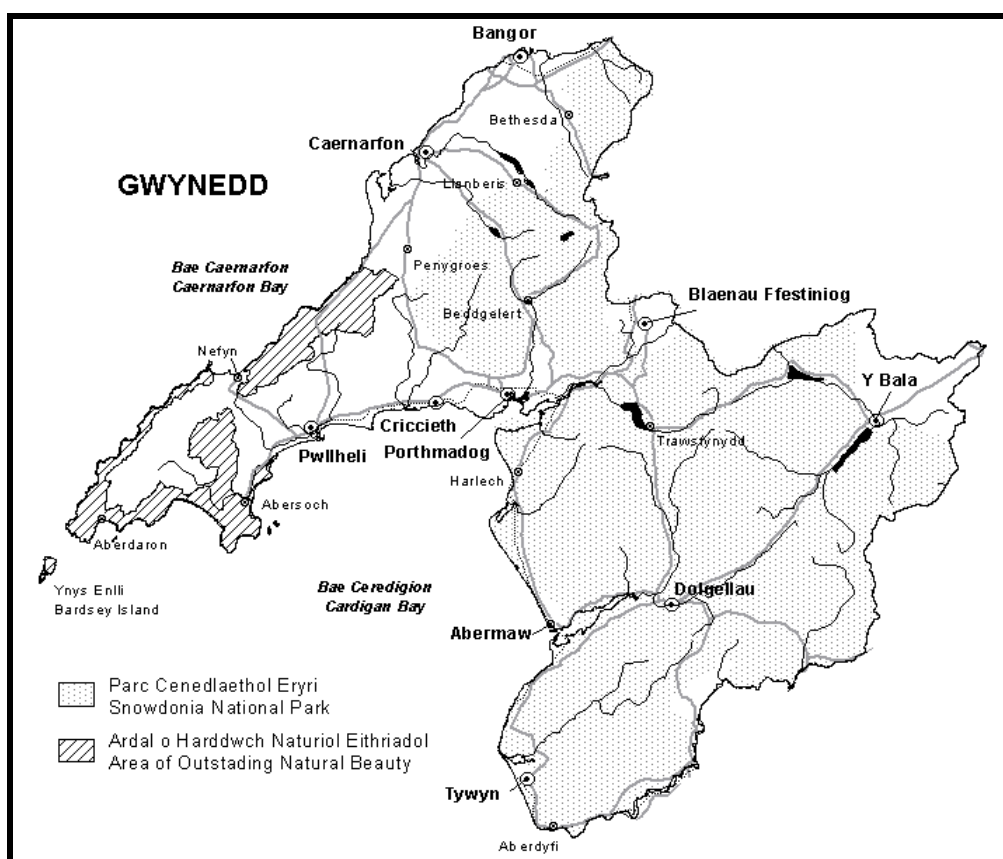 Bangor
Bethesda
Caernarfon
Llanberis
GWYNEDD
Penygroes
Bae Caernarfon
Caernarfon Bay
Blaenau Ffestiniog
Beddgelert
Nefyn
Y Bala
Criccieth
Pwllheli
Porthmadog
Trawsfynydd
Harlech
Abersoch
Aberdaron
Ynys Enlli
Bardsey Island
Bae Ceredigion
Cardigan Bay
Dolgellau
Abermaw
Parc Cenedlaethol Eryri
Snowdonia National Park
Ardal o Harddwch Naturiol Eithriadol
Area of Outstading Natural Beauty
Tywyn
Aberdyfi